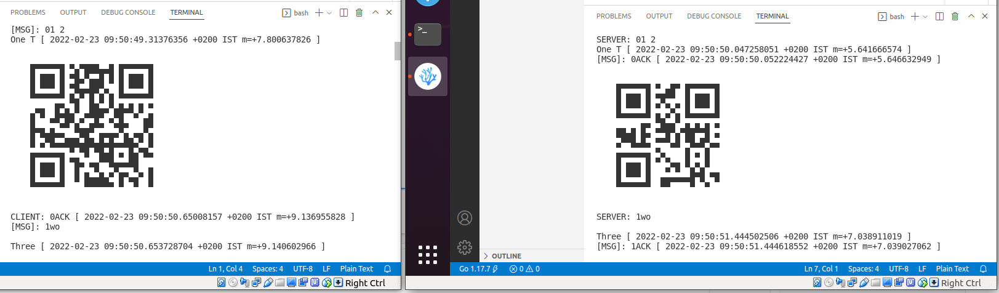 PROBLEMS OUTPUT DEBUG CONSOLE TERMINAL bash
[MSG]: 01 2
One T [ 2022-02-23 09:50:49.31376356 +0200 IST m=+7.800637826 ]
CLIENT: 0ACK [ 2022-02-23 09:50:50.65008157 +0200 IST m=+9.136955828 ]
[MSG]: 1wo
Three [ 2022-02-23 09:50:50.653728704 +0200 IST m=+9.140602966 ]
Ln 1, Col 4 Spaces: 4 UTF-8 LF Plain Text
Right Ctrl
>_
OUTLINE
Go 1.17.7 0 0
PROBLEMS OUTPUT DEBUG CONSOLE TERMINAL bash
SERVER: 01 2
One T [ 2022-02-23 09:50:50.047258051 +0200 IST m=+5.641666574 ]
[MSG]: 0ACK [ 2022-02-23 09:50:50.052224427 +0200 IST m=+5.646632949 ]
SERVER: 1wo
Three [ 2022-02-23 09:50:51.444502506 +0200 IST m=+7.038911019 ]
[MSG]: 1ACK [ 2022-02-23 09:50:51.444618552 +0200 IST m=+7.039027062 ]
Ln 7, Col 1 Spaces: 4 UTF-8 LF Plain Text
Right Ctrl